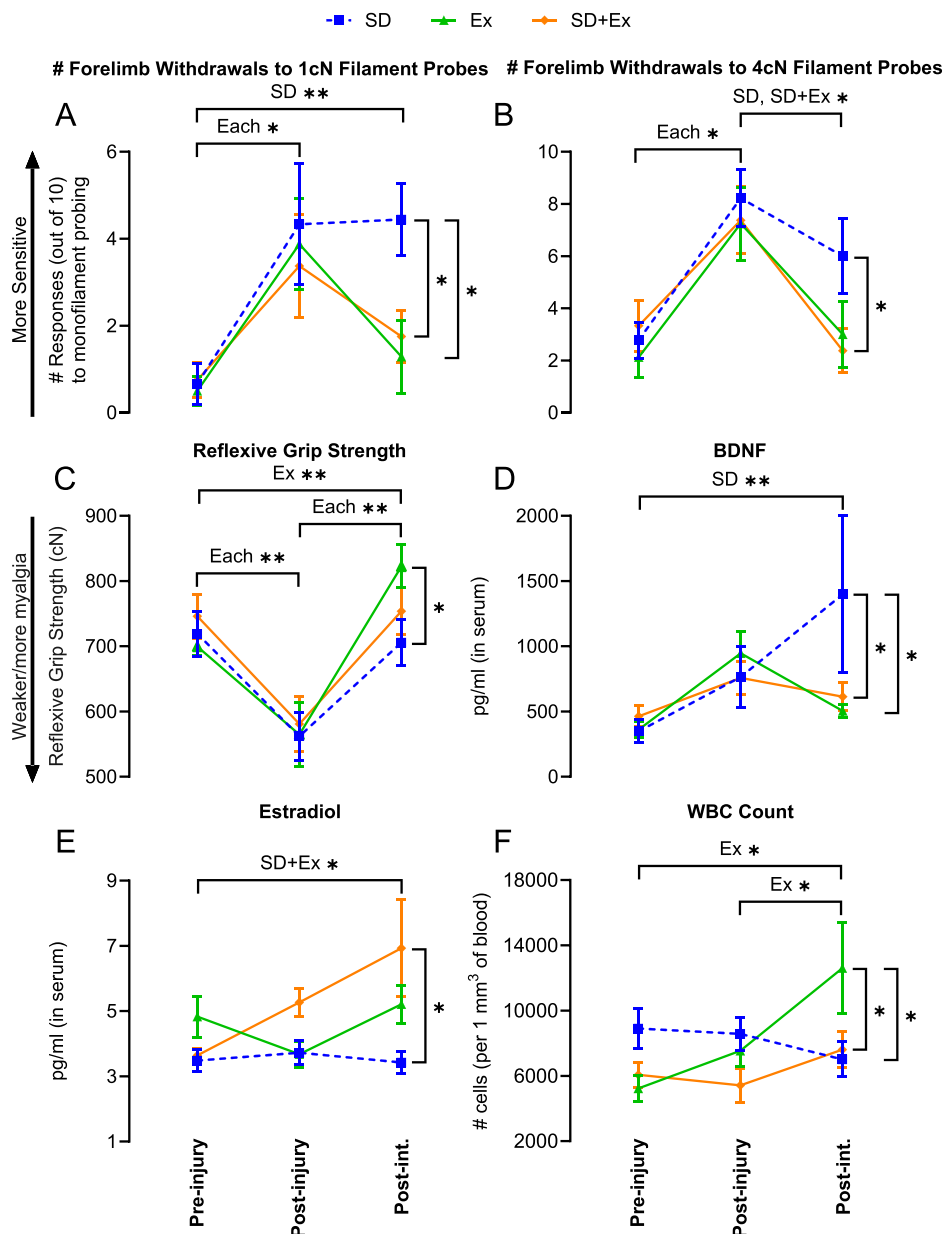 SD Ex SD+Ex
# Forelimb Withdrawals to 1cN Filament Probes
# Forelimb Withdrawals to 4cN Filament Probes
A
SD **
Each *
More Sensitive
# Responses (out of 10)
to monofilament probing
6
4
2
0
*
*
B
SD, SD+Ex *
Each *
10
8
6
4
2
0
*
Reflexive Grip Strength
C
Ex **
Each **
Each **
Weaker/more myalgia
Reflexive Grip Strength (cN)
900
800
700
600
500
*
BDNF
D
SD **
pg/ml (in serum)
2000
1500
1000
500
0
*
*
Estradiol
E
SD+Ex *
pg/ml (in serum)
9
7
5
3
1
*
Pre-injury
Post-injury
Post-int.
WBC Count
F
Ex *
Ex *
# cells (per 1 mm³ of blood)
18000
14000
10000
6000
2000
*
*
Pre-injury
Post-injury
Post-int.